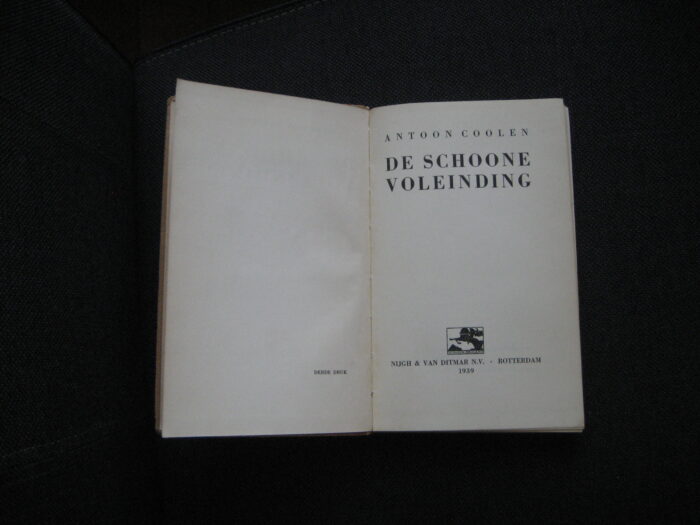 DERDE DRUK
ANTOON COOLEN
DE SCHOONE
VOLEINDING
NIJGH & VAN DITMAR N.V. - ROTTERDAM
1939